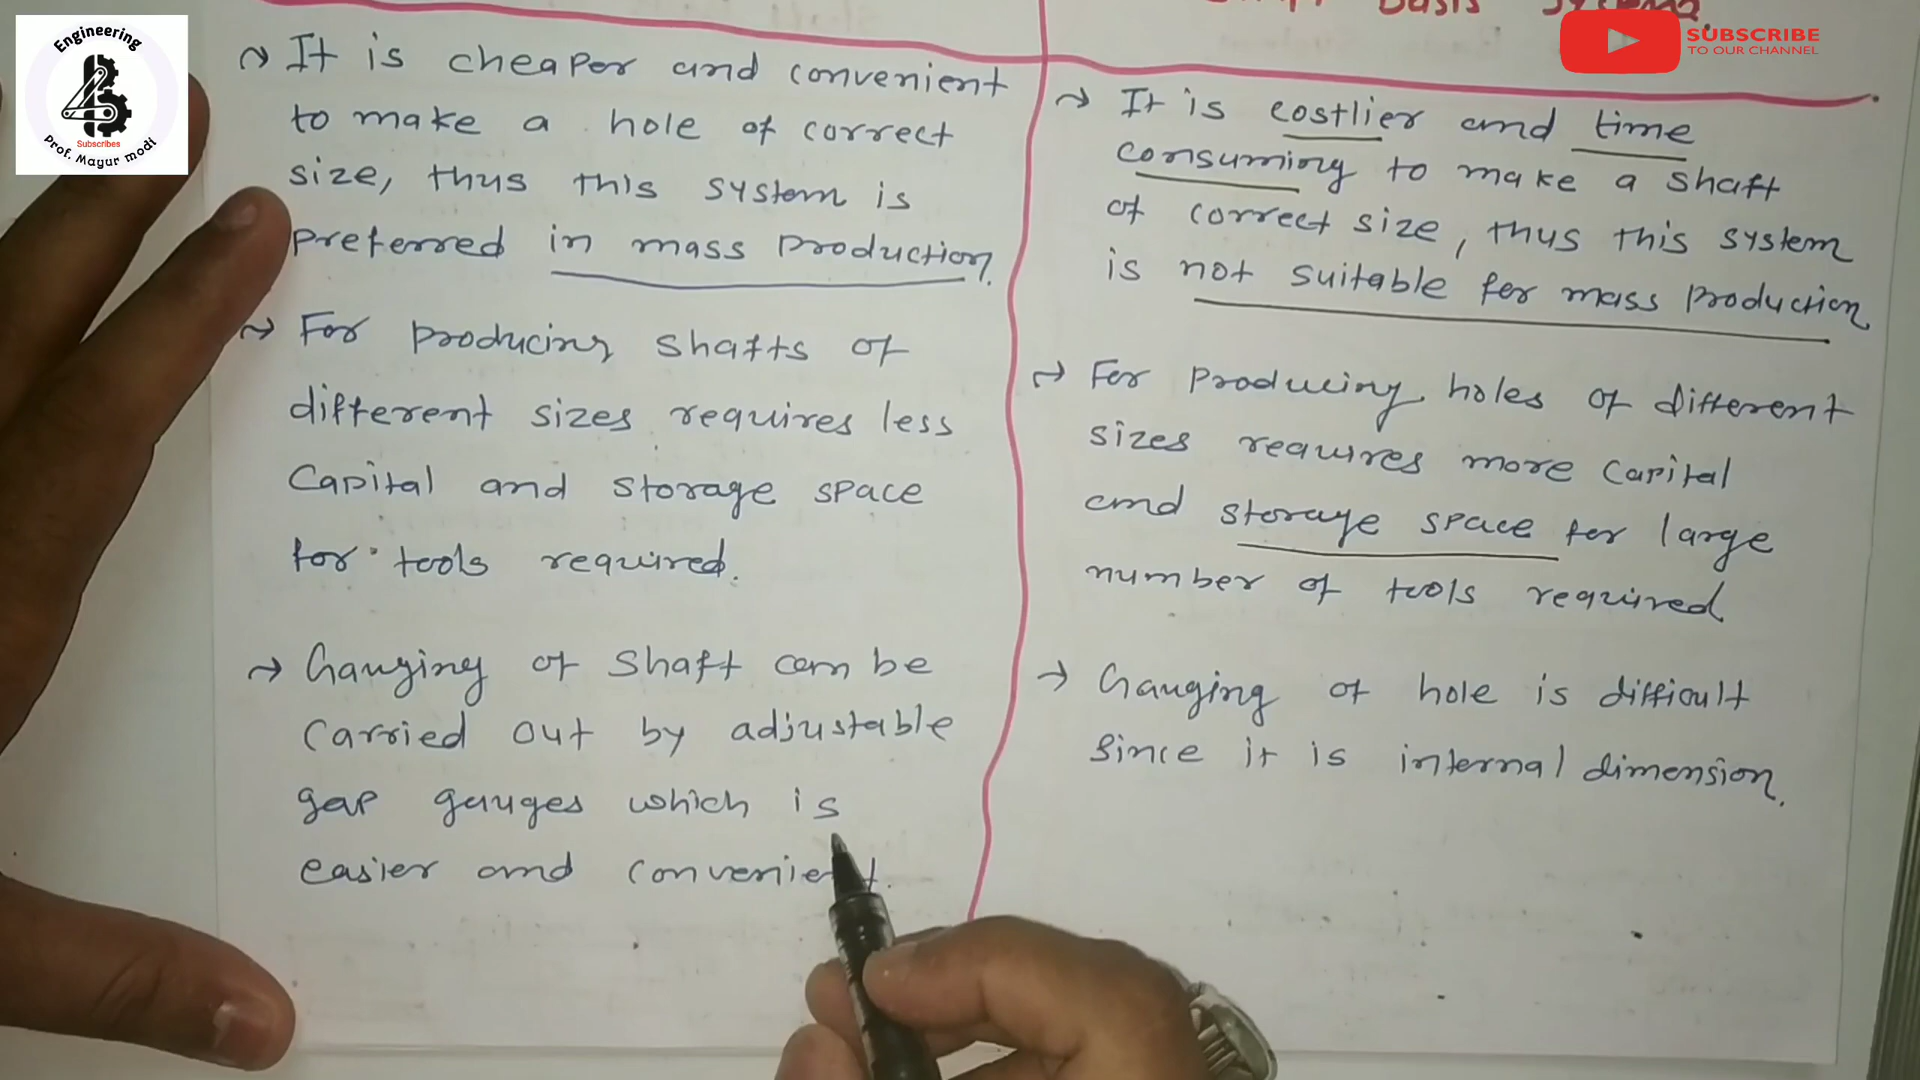 Engineering
Subscribes
Prof. Mayur modi
SUBSCRIBE
TO OUR CHANNEL
Basis
→ It is cheaper and convenient
to make a hole of correct
size, thus this system is
preferred in mass production.
→ For producing shafts of
different sizes requires less
Capital and storage space
for tools required.
→ Gauging of shaft can be
carried out by adjustable
gap gauges which is
easier and convenient.
→ It is costlier and time
consuming to make a shaft
of correct size, thus this system
is not suitable for mass production
→ For producing holes of different
sizes requires more capital
and storage space for large
number of tools required
→ Gauging of hole is difficult
Since it is internal dimension.